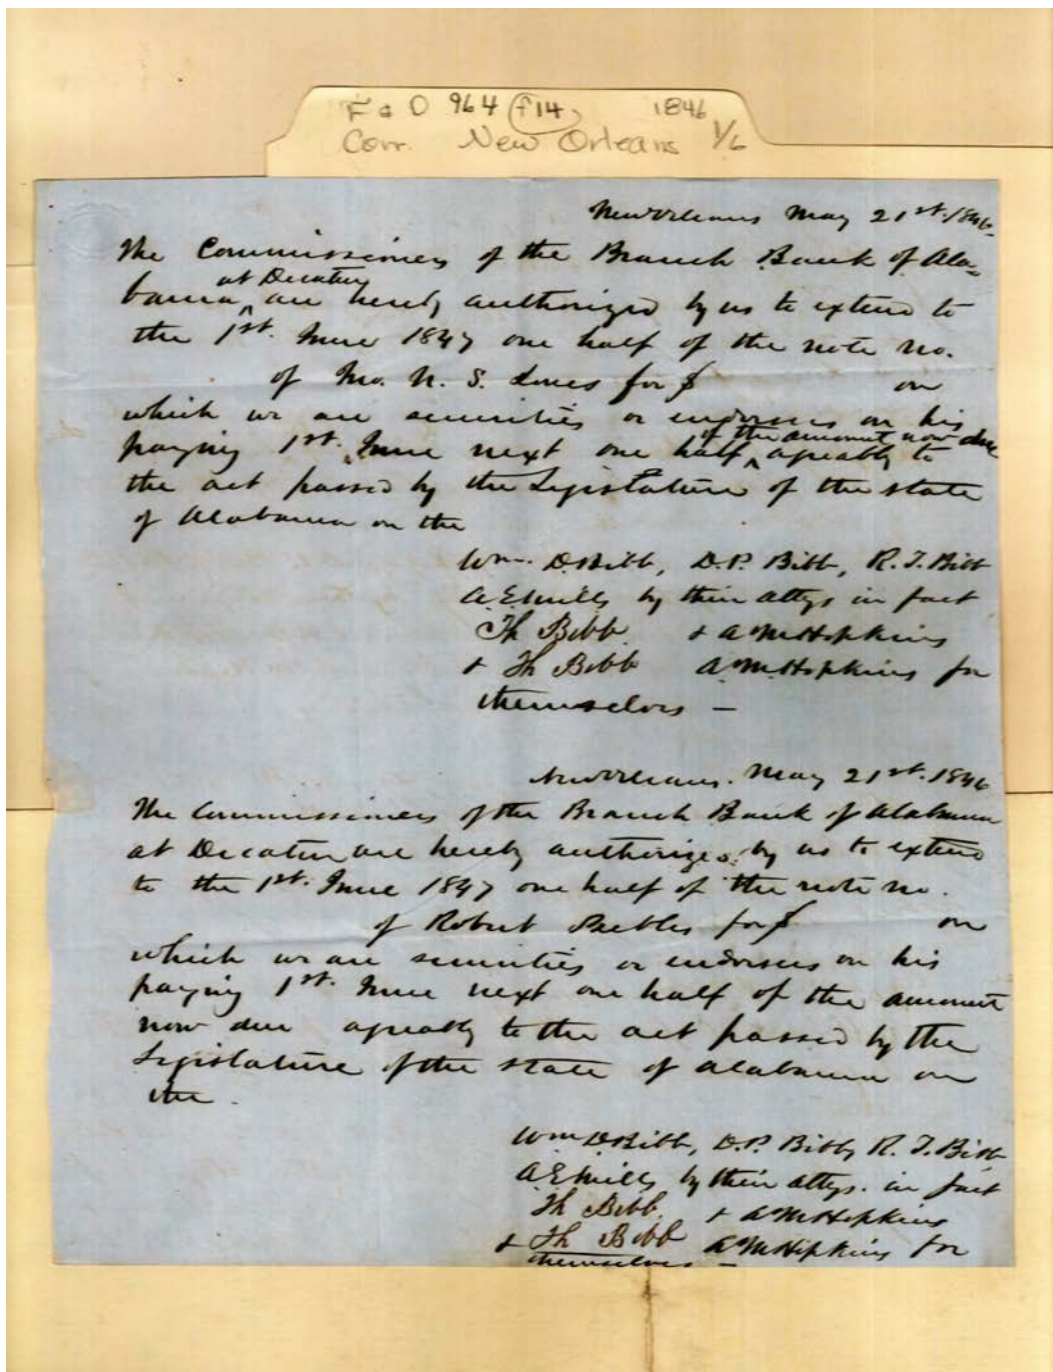 F & D 964 f14 1846
Corr. New Orleans 1/6
New Orleans May 21st. 1846
The Commissioners of the Branch Bank of Ala-
at Decatur
bama, are hereby authorized by us to extend to
the 1st. June 1847 one half of the note no.
of Jno. N. S. Jones for $ on
which we are securities or endorsers on his
of the amount now due
paying 1st. June next one half agreably to
the act passed by the Legislature of the state
of Alabama on the
Wm. D. Bibb, D. P. Bibb, R. T. Bibb
A. E. Mills by their attys in fact
Th Bibb + A M Hopkins
+ Th Bibb A M Hopkins for
themselves —
New Orleans. May 21st. 1846
The Commissioners of the Branch Bank of Alabama
at Decatur are hereby authorized by us to extend
to the 1st. June 1847 one half of the note no.
of Robert Peebles for $ on
which we are securities or endorsers on his
paying 1st. June next one half of the amount
now due agreably to the act passed by the
Legislature of the state of Alabama on
the.
Wm D Bibb, D. P. Bibb, R. T. Bibb
A. E Mills by their attys. in fact
Th Bibb. + A M Hopkins
+ Th Bibb A M Hopkins for
themselves —